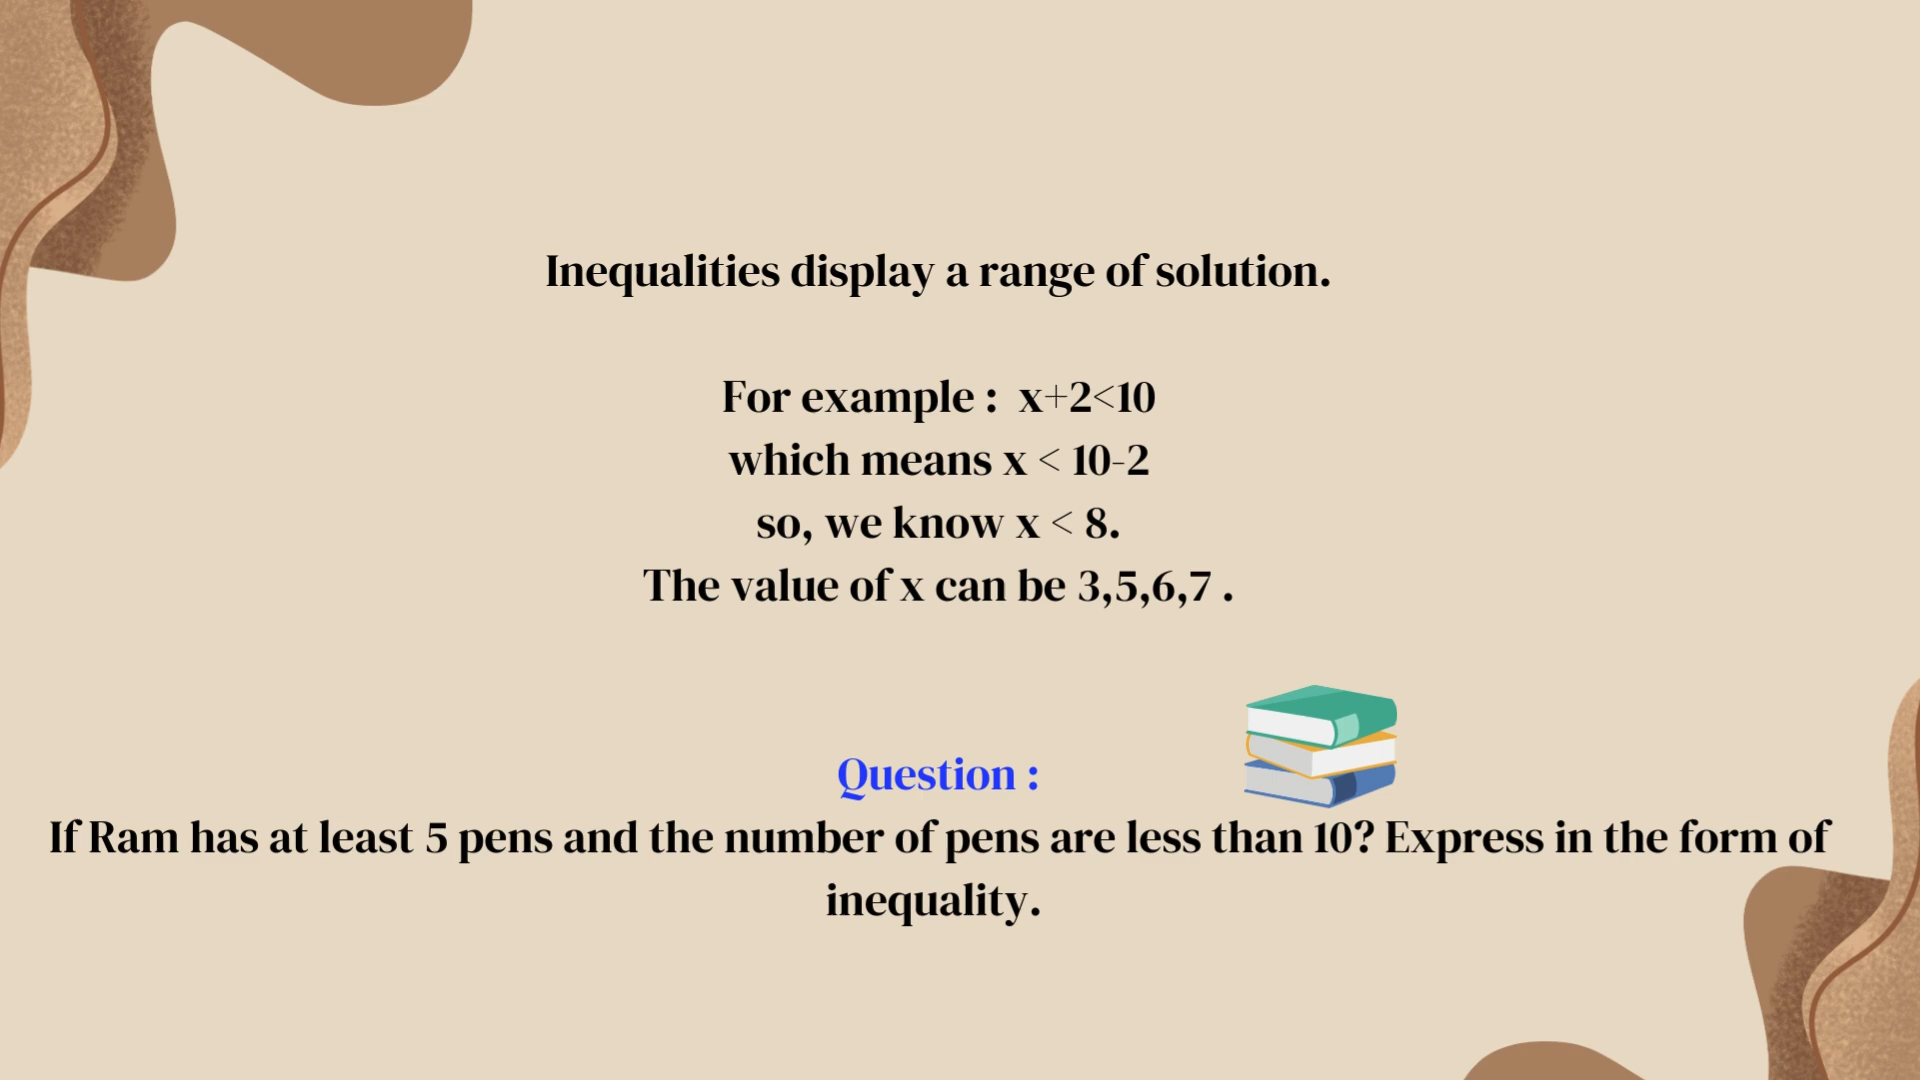 Inequalities display a range of solution.
For example :  x+2<10
which means x < 10-2
so, we know x < 8.
The value of x can be 3,5,6,7 .
Question :
If Ram has at least 5 pens and the number of pens are less than 10? Express in the form of
inequality.